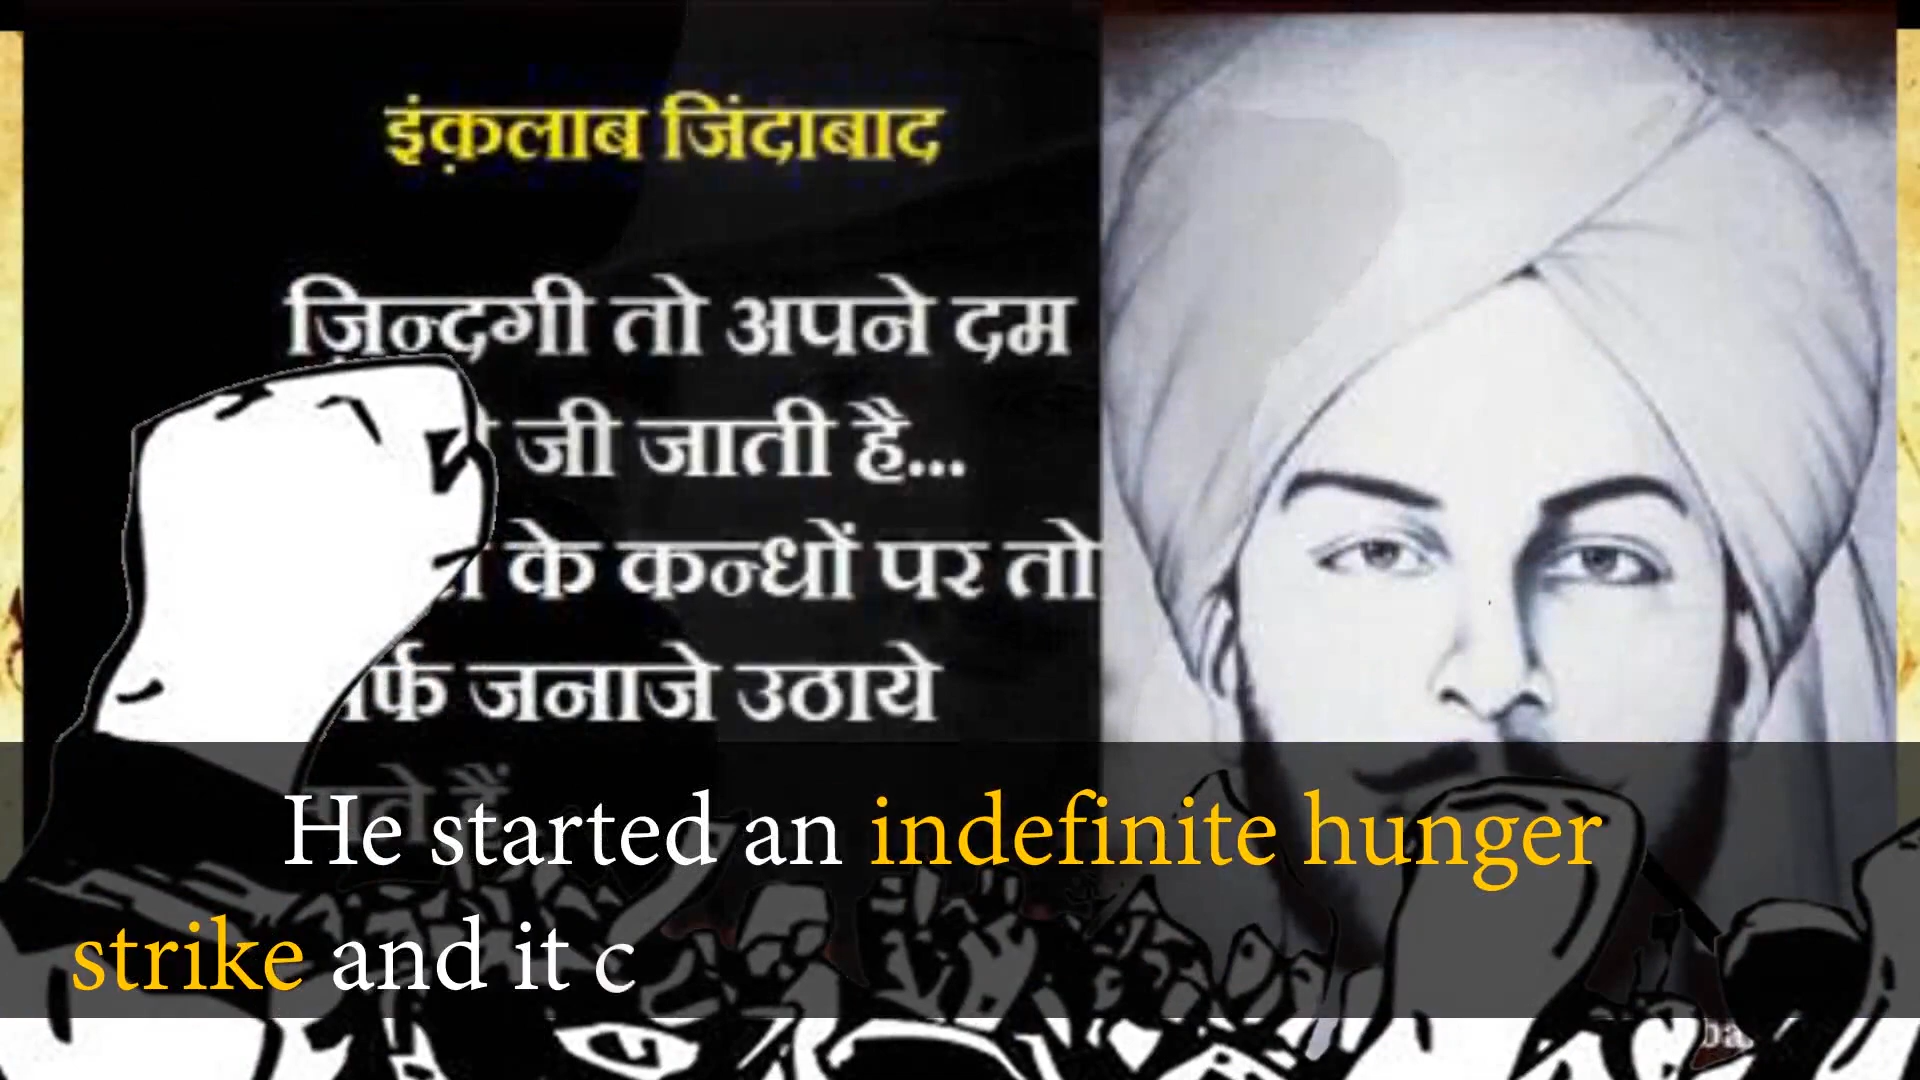 इंक़लाब जिंदाबाद
ज़िन्दगी तो अपने दम
जी जाती है...
के कन्धों पर तो
जनाजे उठाये
हैं
He started an indefinite hunger
strike and it c